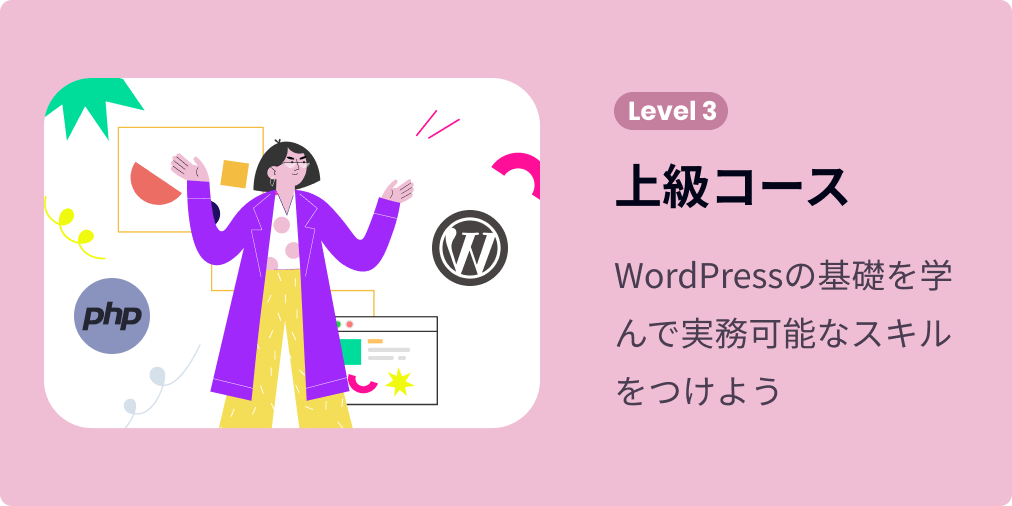 Level 3
上級コース
WordPressの基礎を学
んで実務可能なスキル
をつけよう
php
W